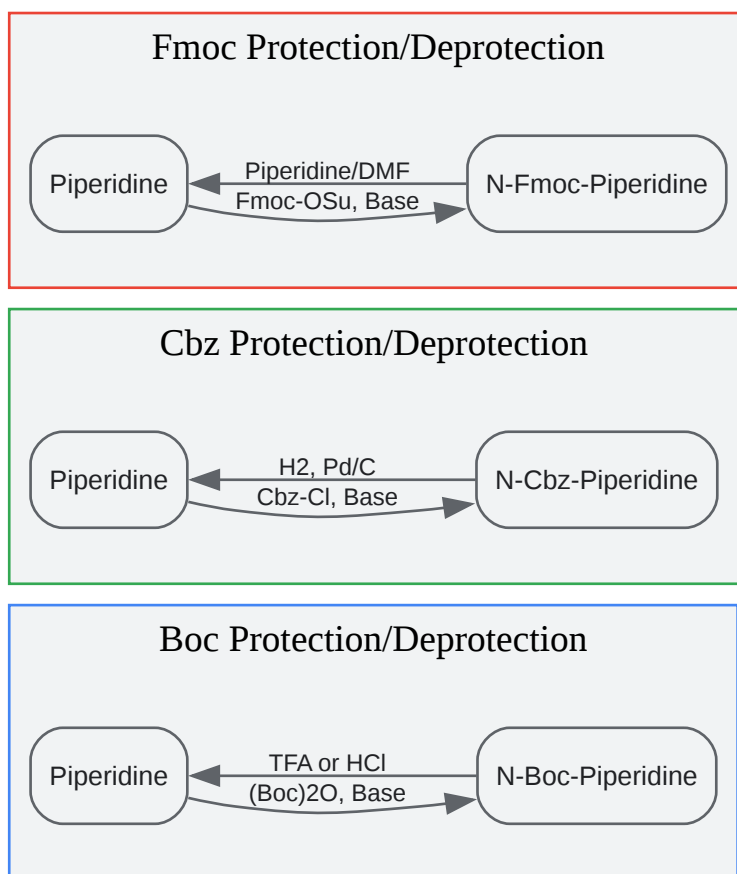 Fmoc Protection/Deprotection
Piperidine
Piperidine/DMF
Fmoc-OSu, Base
N-Fmoc-Piperidine
Cbz Protection/Deprotection
Piperidine
H2, Pd/C
Cbz-Cl, Base
N-Cbz-Piperidine
Boc Protection/Deprotection
Piperidine
TFA or HCl
(Boc)2O, Base
N-Boc-Piperidine